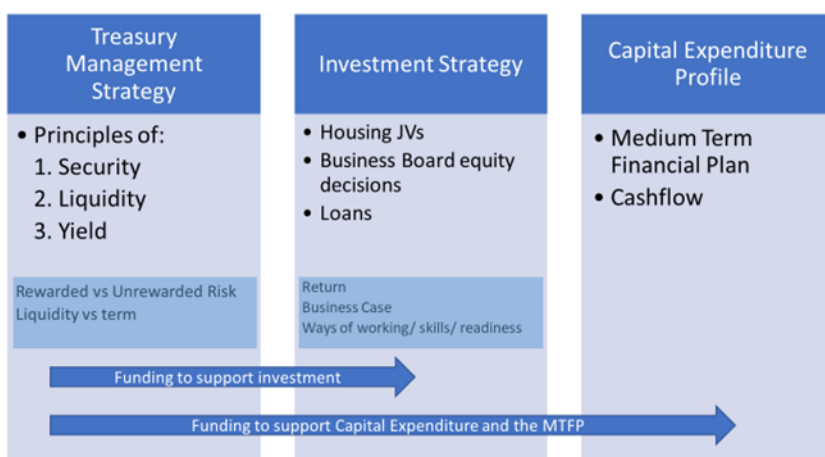 Treasury
Management
Strategy
• Principles of:
1. Security
2. Liquidity
3. Yield
Rewarded vs Unrewarded Risk
Liquidity vs term
Investment Strategy
• Housing JVs
• Business Board equity
decisions
• Loans
Return
Business Case
Ways of working/ skills/ readiness
Capital Expenditure
Profile
• Medium Term
Financial Plan
• Cashflow
Funding to support investment
Funding to support Capital Expenditure and the MTFP